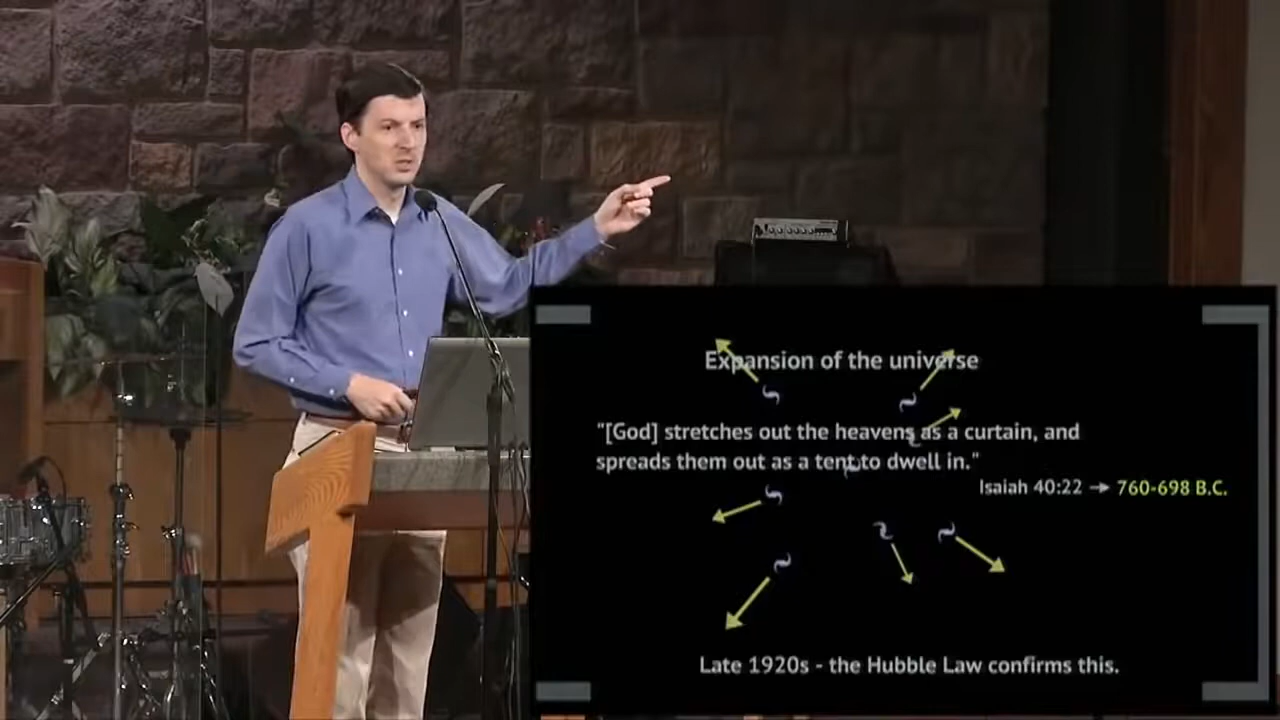 Expansion of the universe
"[God] stretches out the heavens as a curtain, and
spreads them out as a tent to dwell in."
Isaiah 40:22 → 760-698 B.C.
Late 1920s - the Hubble Law confirms this.